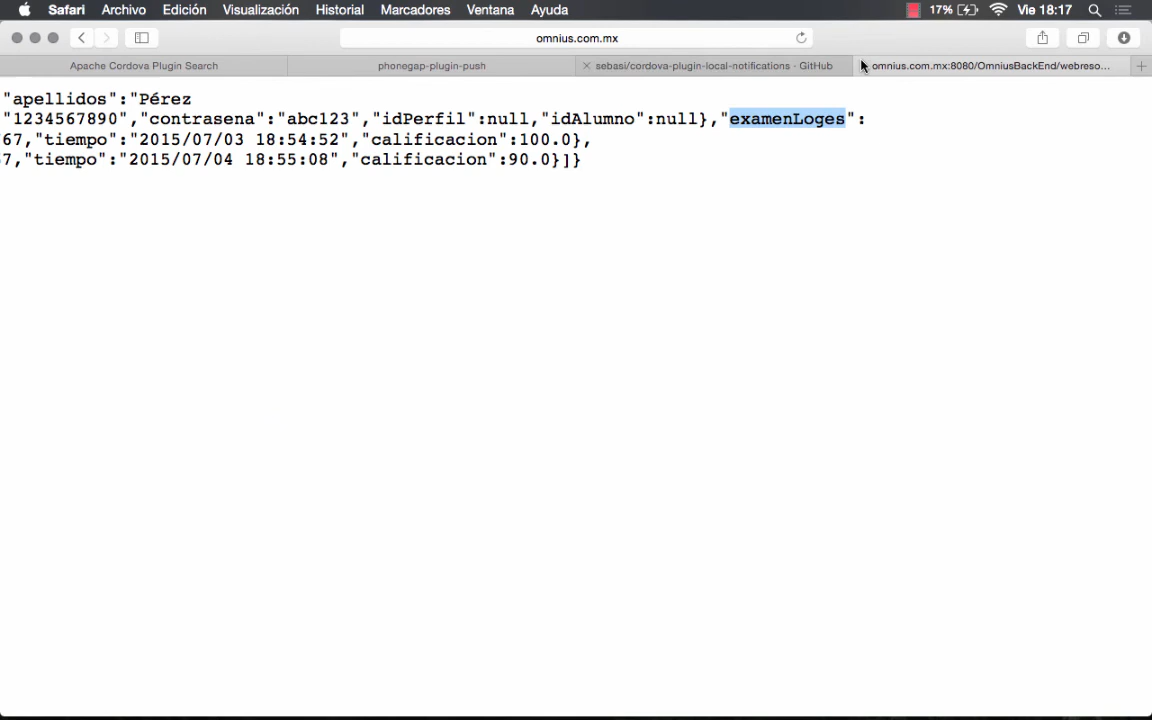 Safari Archivo Edición Visualización Historial Marcadores Ventana Ayuda 17% Vie 18:17
omnius.com.mx
Apache Cordova Plugin Search phonegap-plugin-push sebasi/cordova-plugin-local-notifications - GitHub omnius.com.mx:8080/OmniusBackEnd/webreso...
"apellidos":"Pérez
"1234567890","contrasena":"abc123","idPerfil":null,"idAlumno":null},"examenLoges":
67,"tiempo":"2015/07/03 18:54:52","calificacion":100.0},
67,"tiempo":"2015/07/04 18:55:08","calificacion":90.0}]}